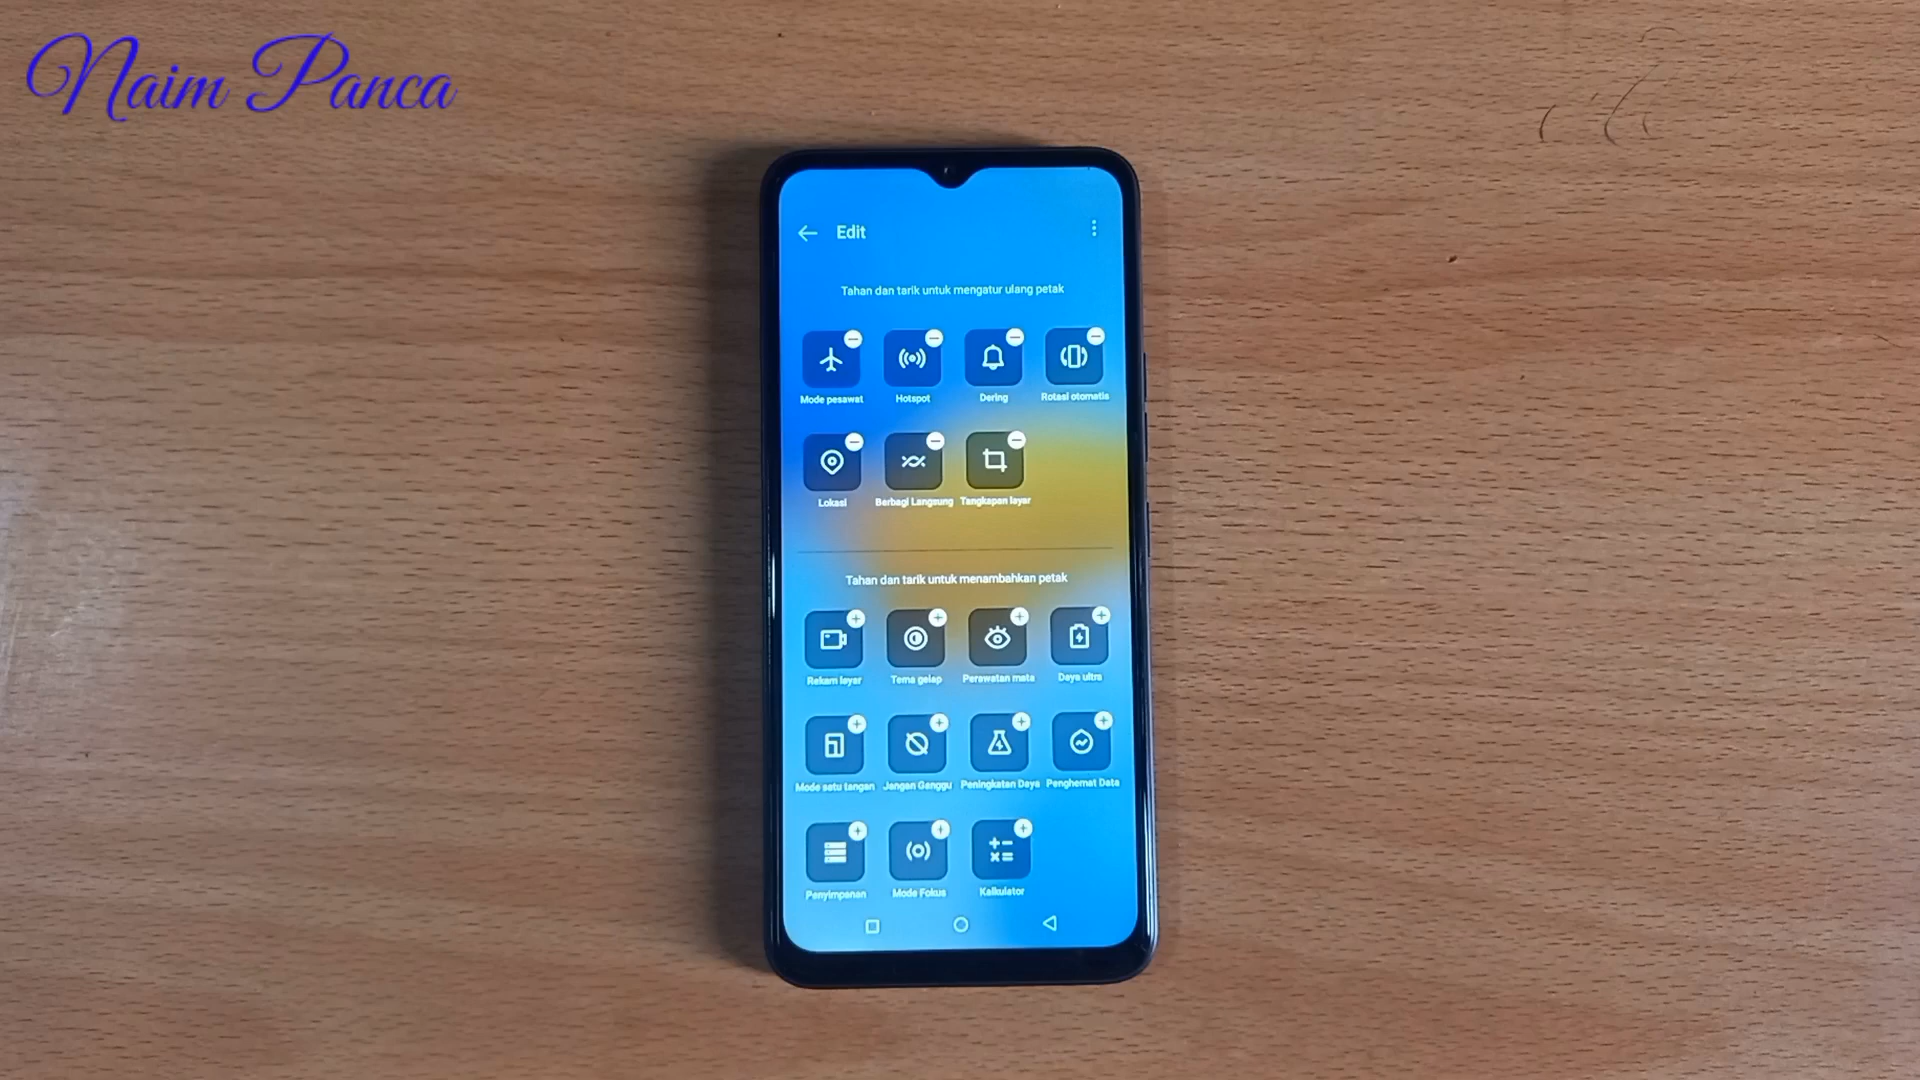 Naim Panca
Edit
Tahan dan tarik untuk mengatur ulang petak
Mode pesawat Hotspot Dering Rotasi otomatis
Lokasi Berbagi Langsung Tangkapan layar
Tahan dan tarik untuk menambahkan petak
Rekam layar Tema gelap Perawatan mata Daya ultra
Mode satu tangan Jangan Ganggu Peningkatan Daya Penghemat Data
Penyimpanan Mode Fokus Kalkulator